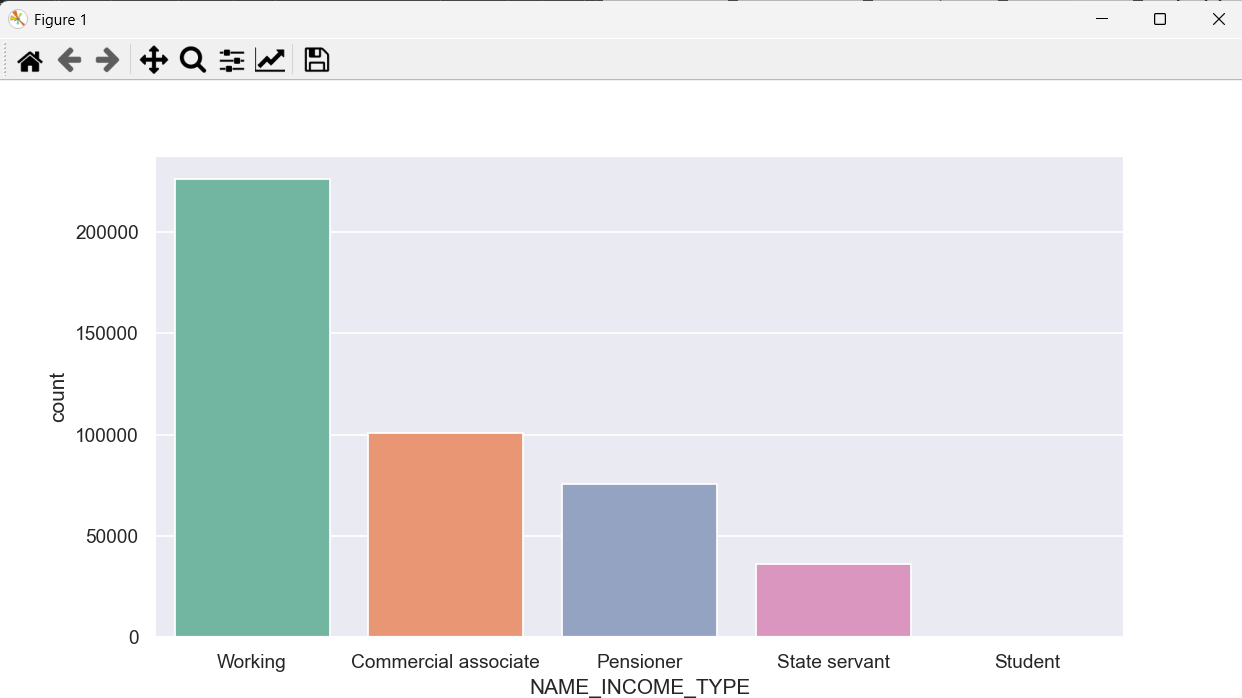 Figure 1
200000
150000
100000
50000
0
count
Working Commercial associate Pensioner State servant Student
NAME_INCOME_TYPE